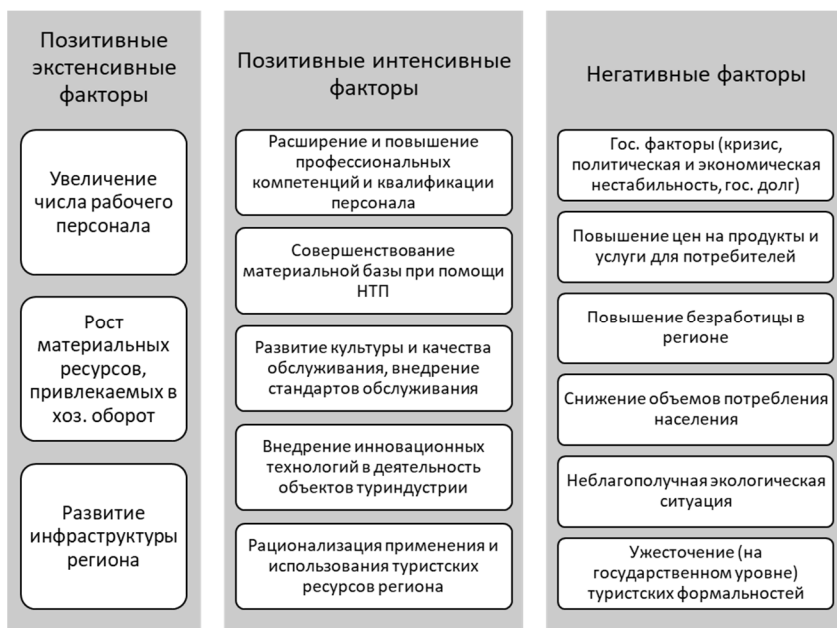 Позитивные
экстенсивные
факторы
Увеличение
числа рабочего
персонала
Рост
материальных
ресурсов,
привлекаемых в
хоз. оборот
Развитие
инфраструктуры
региона
Позитивные интенсивные
факторы
Расширение и повышение
профессиональных
компетенций и квалификации
персонала
Совершенствование
материальной базы при помощи
НТП
Развитие культуры и качества
обслуживания, внедрение
стандартов обслуживания
Внедрение инновационных
технологий в деятельность
объектов туриндустрии
Рационализация применения и
использования туристских
ресурсов региона
Негативные факторы
Гос. факторы (кризис,
политическая и экономическая
нестабильность, гос. долг)
Повышение цен на продукты и
услуги для потребителей
Повышение безработицы в
регионе
Снижение объемов потребления
населения
Неблагополучная экологическая
ситуация
Ужесточение (на
государственном уровне)
туристских формальностей